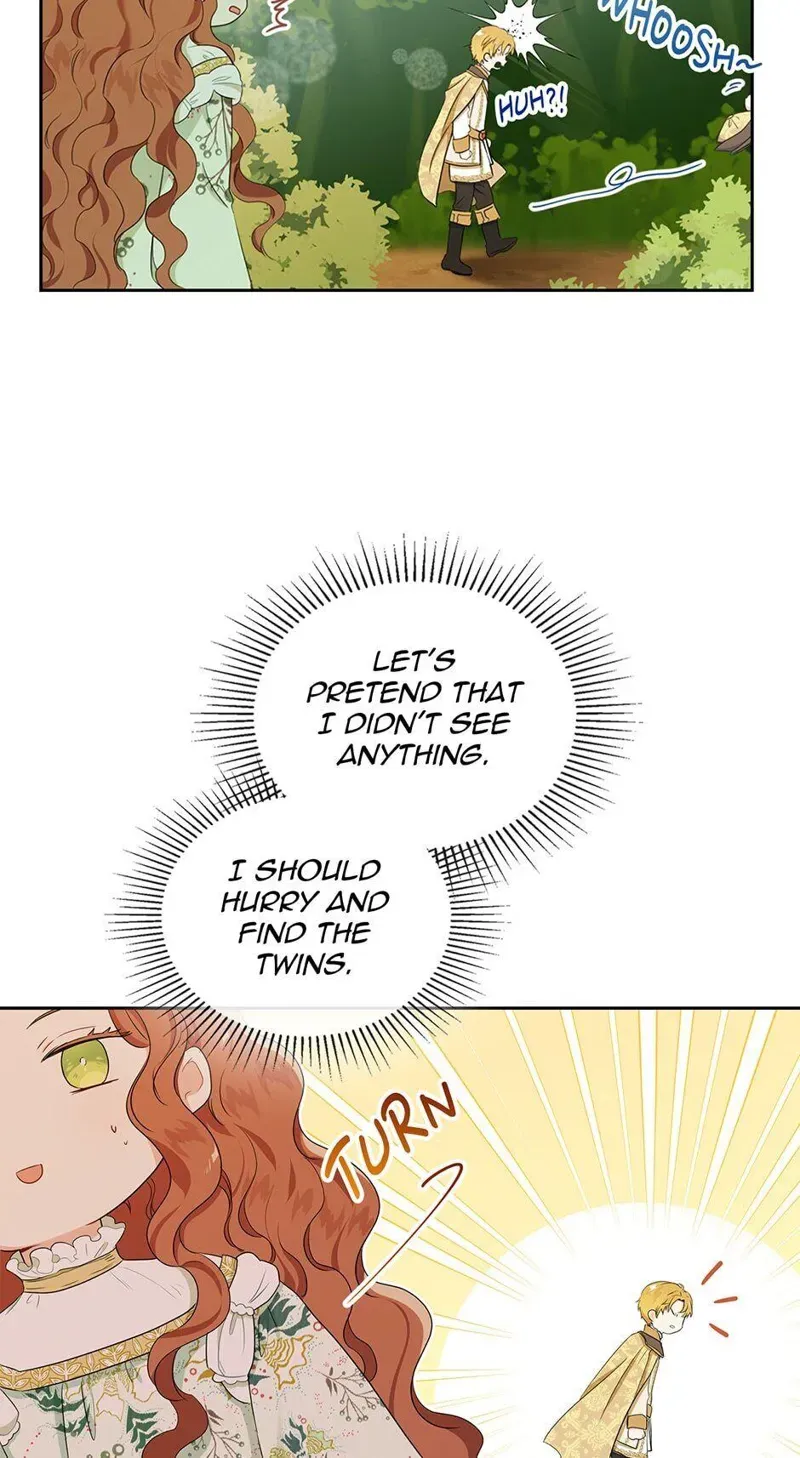 WHOOSH~
HUH?!
LET'S
PRETEND THAT
I DIDN'T SEE
ANYTHING.
I SHOULD
HURRY AND
FIND THE
TWINS.
TURN